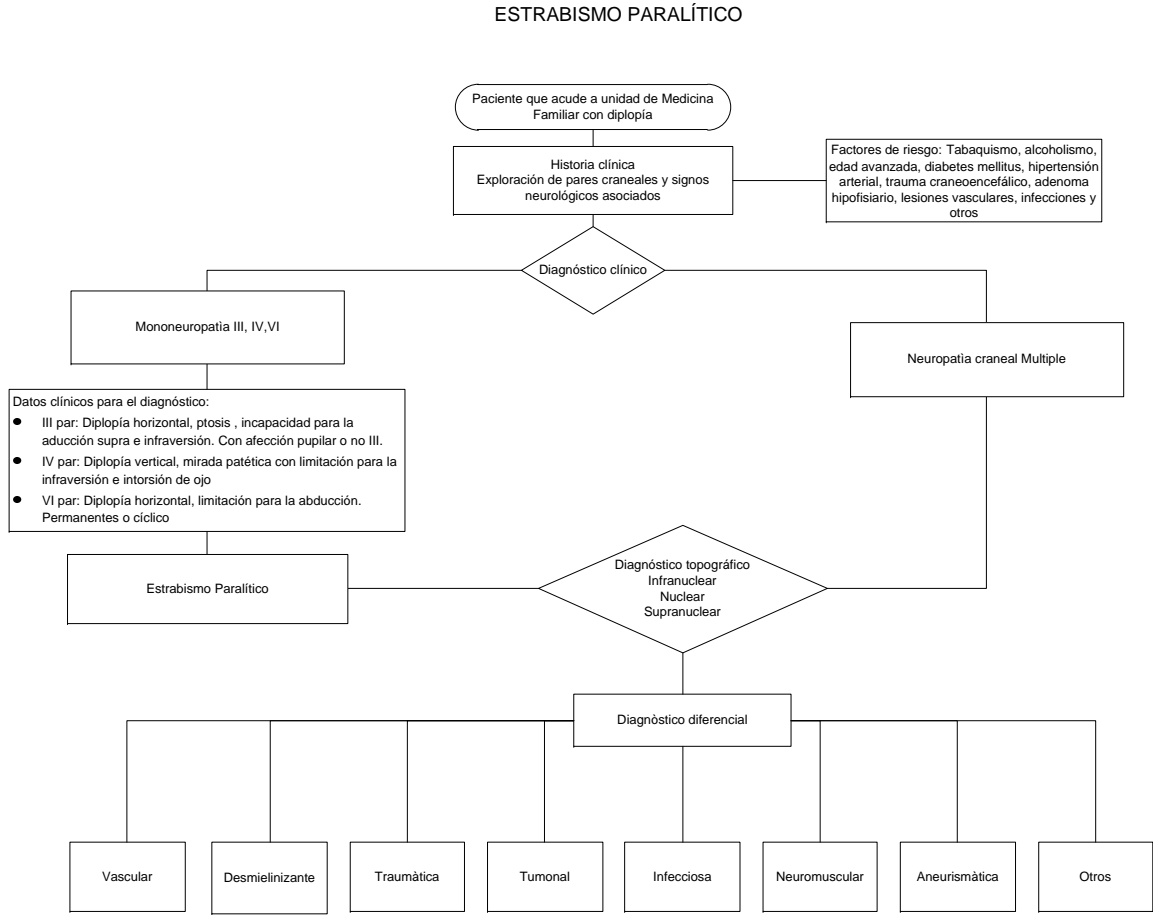 ESTRABISMO PARALÍTICO
Paciente que acude a unidad de Medicina
Familiar con diplopía
Historia clínica
Exploración de pares craneales y signos
neurológicos asociados
Factores de riesgo: Tabaquismo, alcoholismo,
edad avanzada, diabetes mellitus, hipertensión
arterial, trauma craneoencefálico, adenoma
hipofisiario, lesiones vasculares, infecciones y
otros
Diagnóstico clínico
Mononeuropatìa III, IV,VI
Neuropatìa craneal Multiple
Datos clínicos para el diagnóstico:
● III par: Diplopía horizontal, ptosis , incapacidad para la
aducción supra e infraversión. Con afección pupilar o no III.
● IV par: Diplopía vertical, mirada patética con limitación para la
infraversión e intorsión de ojo
● VI par: Diplopía horizontal, limitación para la abducción.
Permanentes o cíclico
Estrabismo Paralítico
Diagnóstico topográfico
Infranuclear
Nuclear
Supranuclear
Diagnòstico diferencial
Vascular
Desmielinizante
Traumàtica
Tumonal
Infecciosa
Neuromuscular
Aneurismàtica
Otros